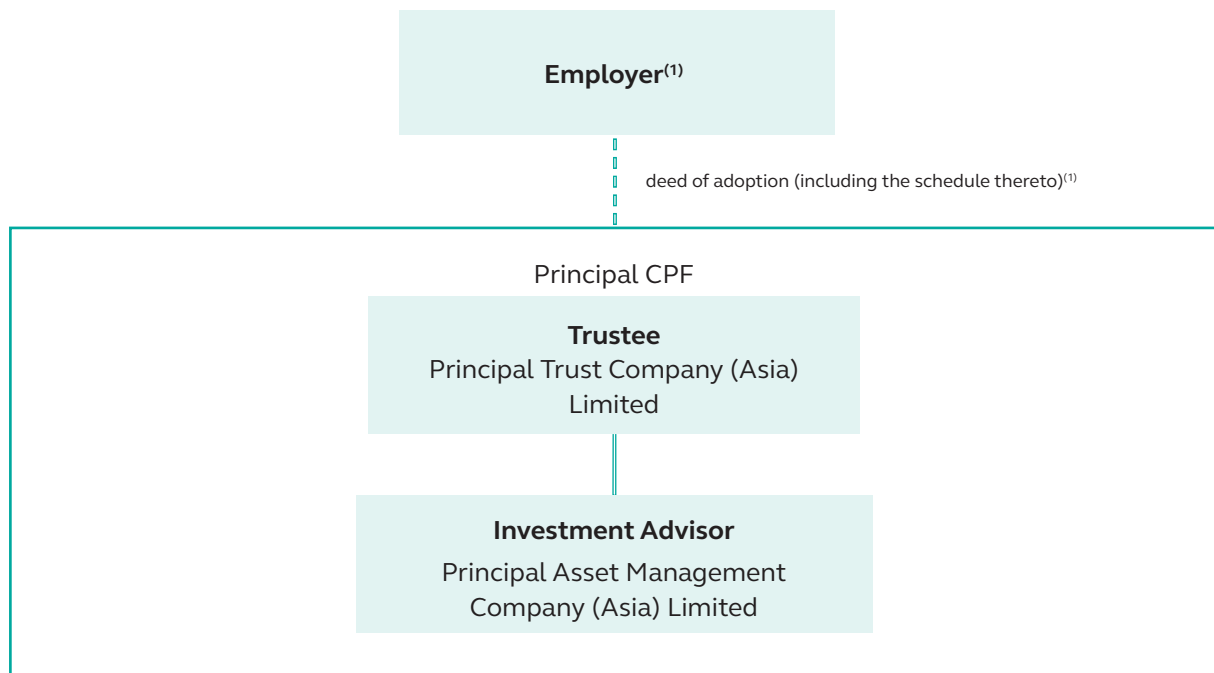 Employer(1)
deed of adoption (including the schedule thereto)(1)
Principal CPF
Trustee
Principal Trust Company (Asia)
Limited
Investment Advisor
Principal Asset Management
Company (Asia) Limited